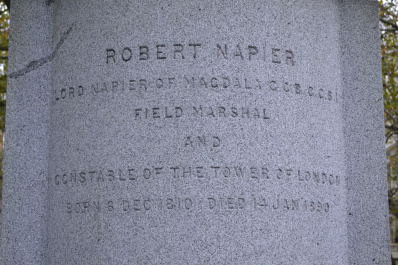 ROBERT NAPIER
LORD NAPIER OF MAGDALA G.C.B. G.C.S.I
FIELD MARSHAL
AND
CONSTABLE OF THE TOWER OF LONDON
BORN 6 DEC 1810 : DIED 14 JAN 1890